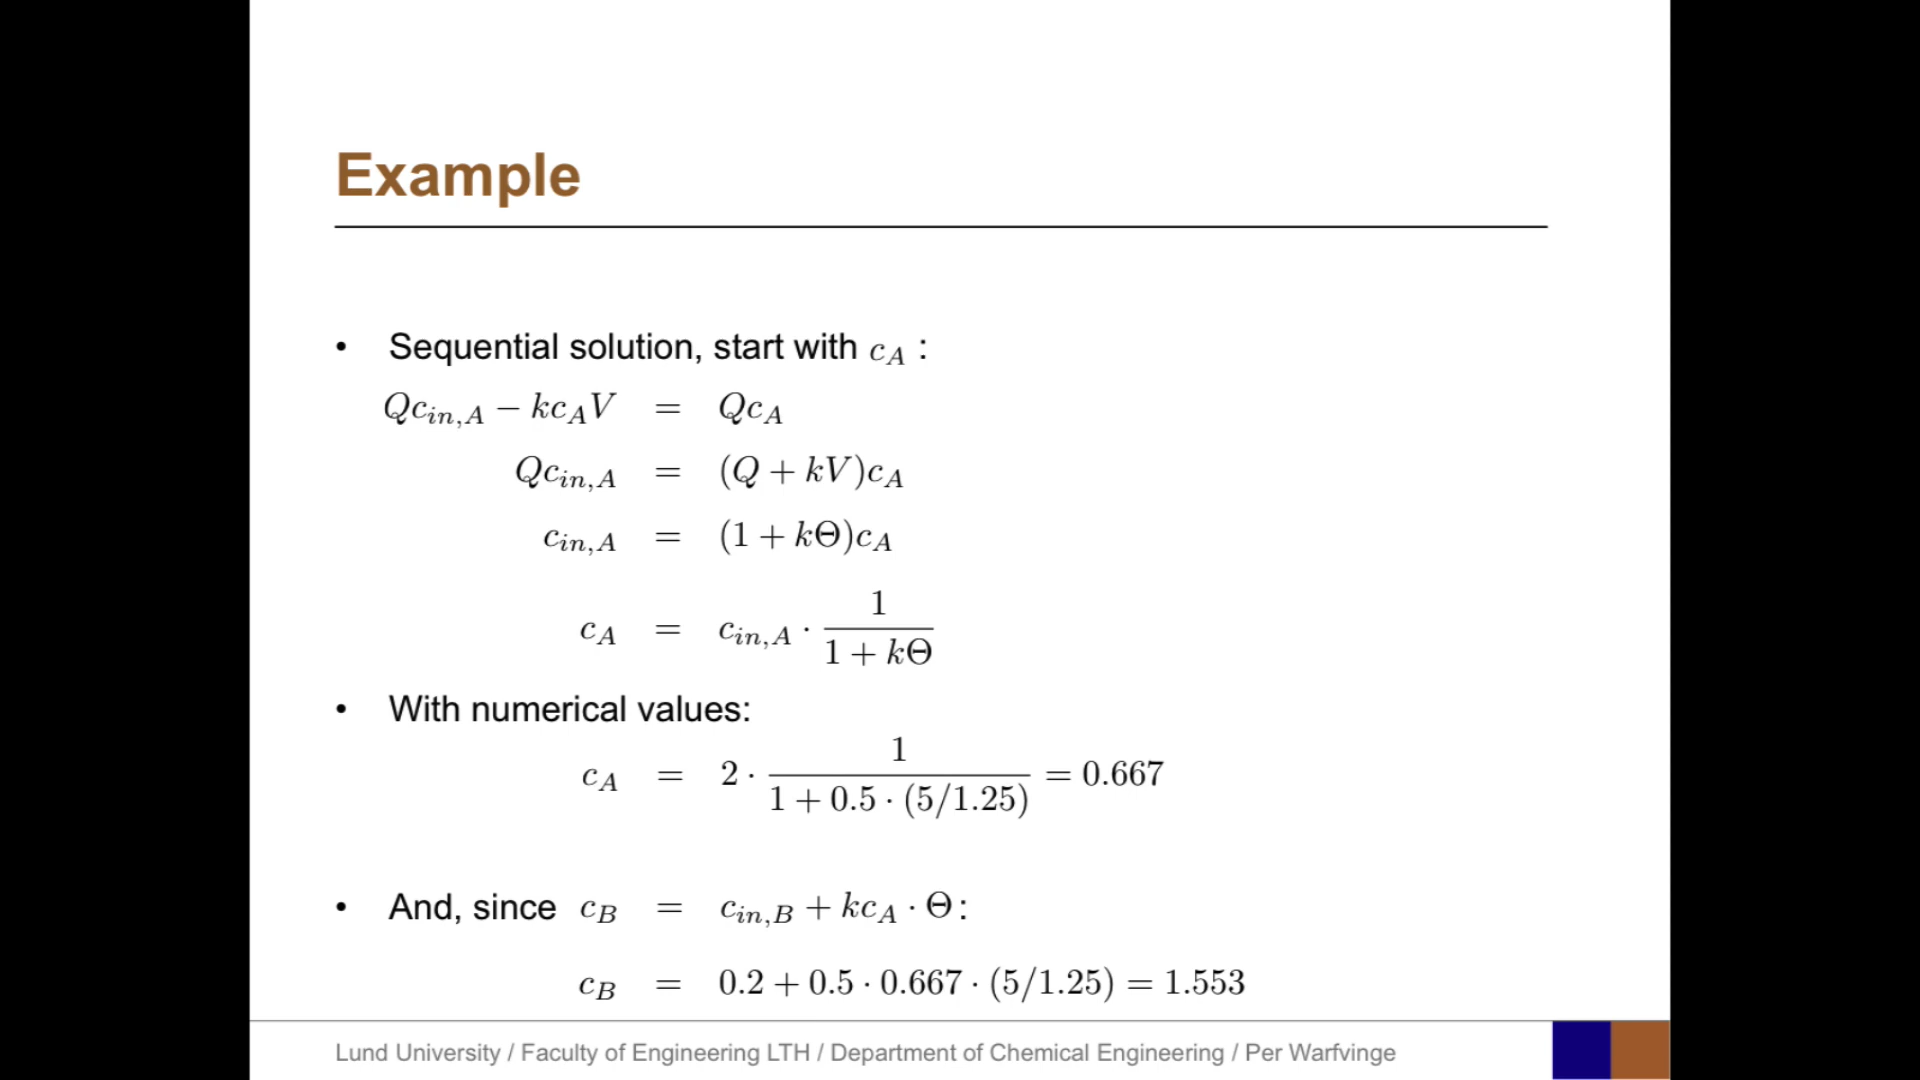 Example
• Sequential solution, start with c_A :
Qc_{in,A} − kc_AV = Qc_A
Qc_{in,A} = (Q + kV)c_A
c_{in,A} = (1 + kΘ)c_A
c_A = c_{in,A} · \frac{1}{1 + kΘ}
• With numerical values:
c_A = 2 · \frac{1}{1 + 0.5 · (5/1.25)} = 0.667
• And, since c_B = c_{in,B} + kc_A · Θ:
c_B = 0.2 + 0.5 · 0.667 · (5/1.25) = 1.553
Lund University / Faculty of Engineering LTH / Department of Chemical Engineering / Per Warfvinge